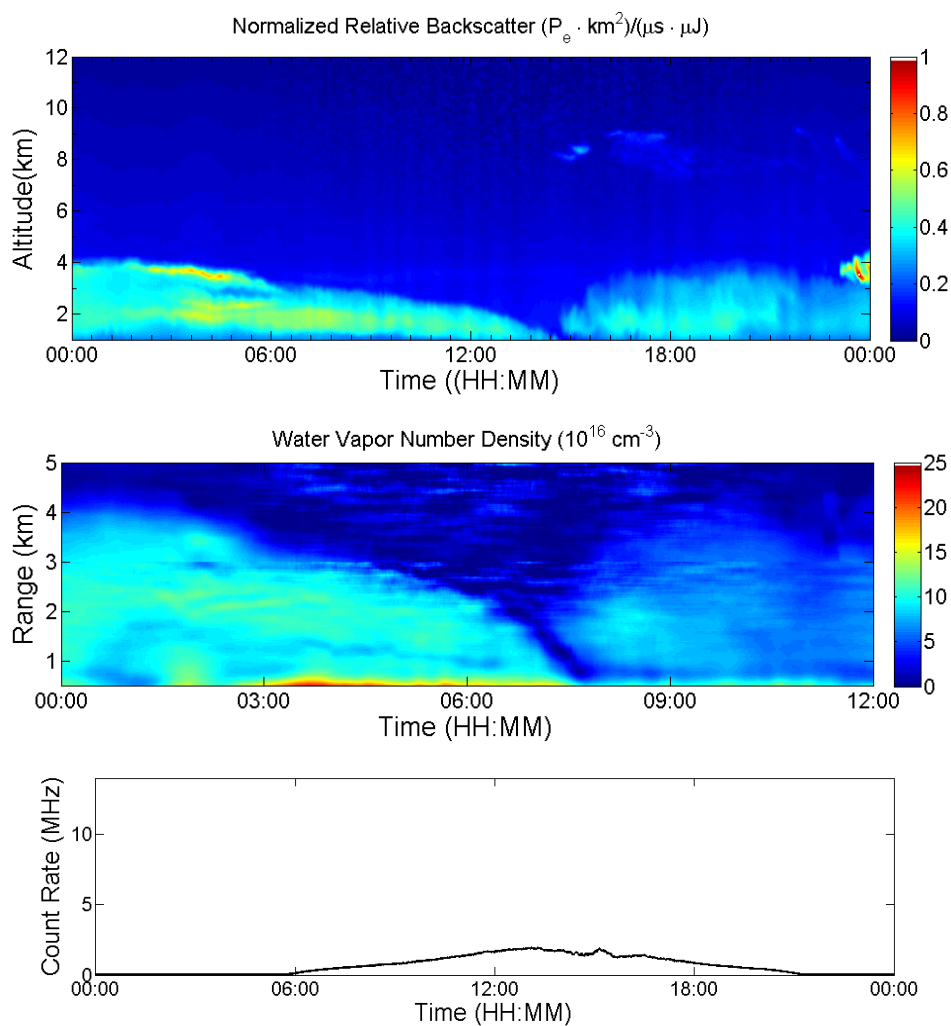 Normalized Relative Backscatter (Pₑ · km²)/(μs · μJ)
12
10
8
6
4
2
Altitude(km)
1
0.8
0.6
0.4
0.2
0
00:00 06:00 12:00 18:00 00:00
Time ((HH:MM)
Water Vapor Number Density (10¹⁶ cm⁻³)
5
4
3
2
1
Range (km)
25
20
15
10
5
0
00:00 03:00 06:00 09:00 12:00
Time (HH:MM)
10
5
0
Count Rate (MHz)
00:00 06:00 12:00 18:00 00:00
Time (HH:MM)